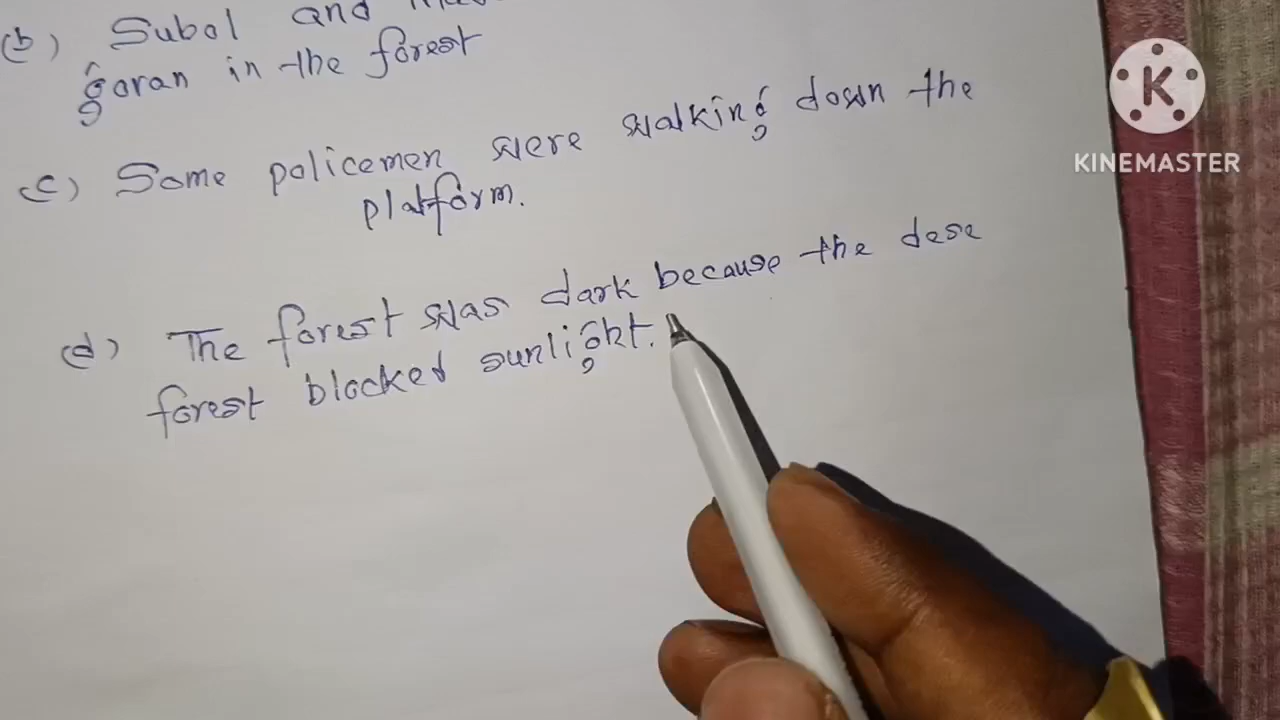 (b) Subol and
goran in the forest
(c) Some policemen were walking down the
platform.
(d) The forest was dark because the dese
forest blocked sunlight.
K
KINEMASTER